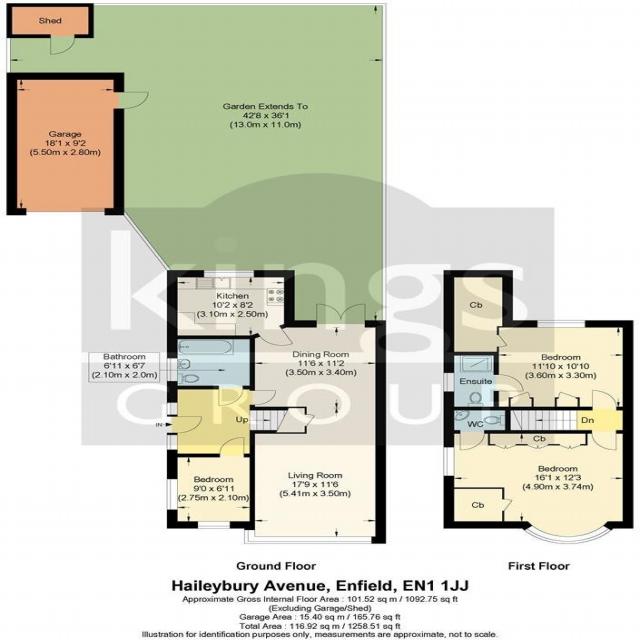 Shed
Garden Extends To
42'8 x 36'1
(13.0m x 11.0m)
Garage
18'1 x 9'2
(5.50m x 2.80m)
kings
GROUP
Kitchen
10'2 x 8'2
(3.10m x 2.50m)
Bathroom
6'11 x 6'7
(2.10m x 2.0m)
Dining Room
11'6 x 11'2
(3.50m x 3.40m)
IN
Up
Bedroom
9'0 x 6'11
(2.75m x 2.10m)
Living Room
17'9 x 11'6
(5.41m x 3.50m)
Cb
Bedroom
11'10 x 10'10
(3.60m x 3.30m)
Ensuite
WC
Dn
Cb
Bedroom
16'1 x 12'3
(4.90m x 3.74m)
Cb
Ground Floor
First Floor
Haileybury Avenue, Enfield, EN1 1JJ
Approximate Gross Internal Floor Area : 101.52 sq m / 1092.75 sq ft
(Excluding Garage/Shed)
Garage Area : 15.40 sq m / 165.76 sq ft
Total Area : 116.92 sq m / 1258.51 sq ft
Illustration for identification purposes only, measurements are approximate, not to scale.